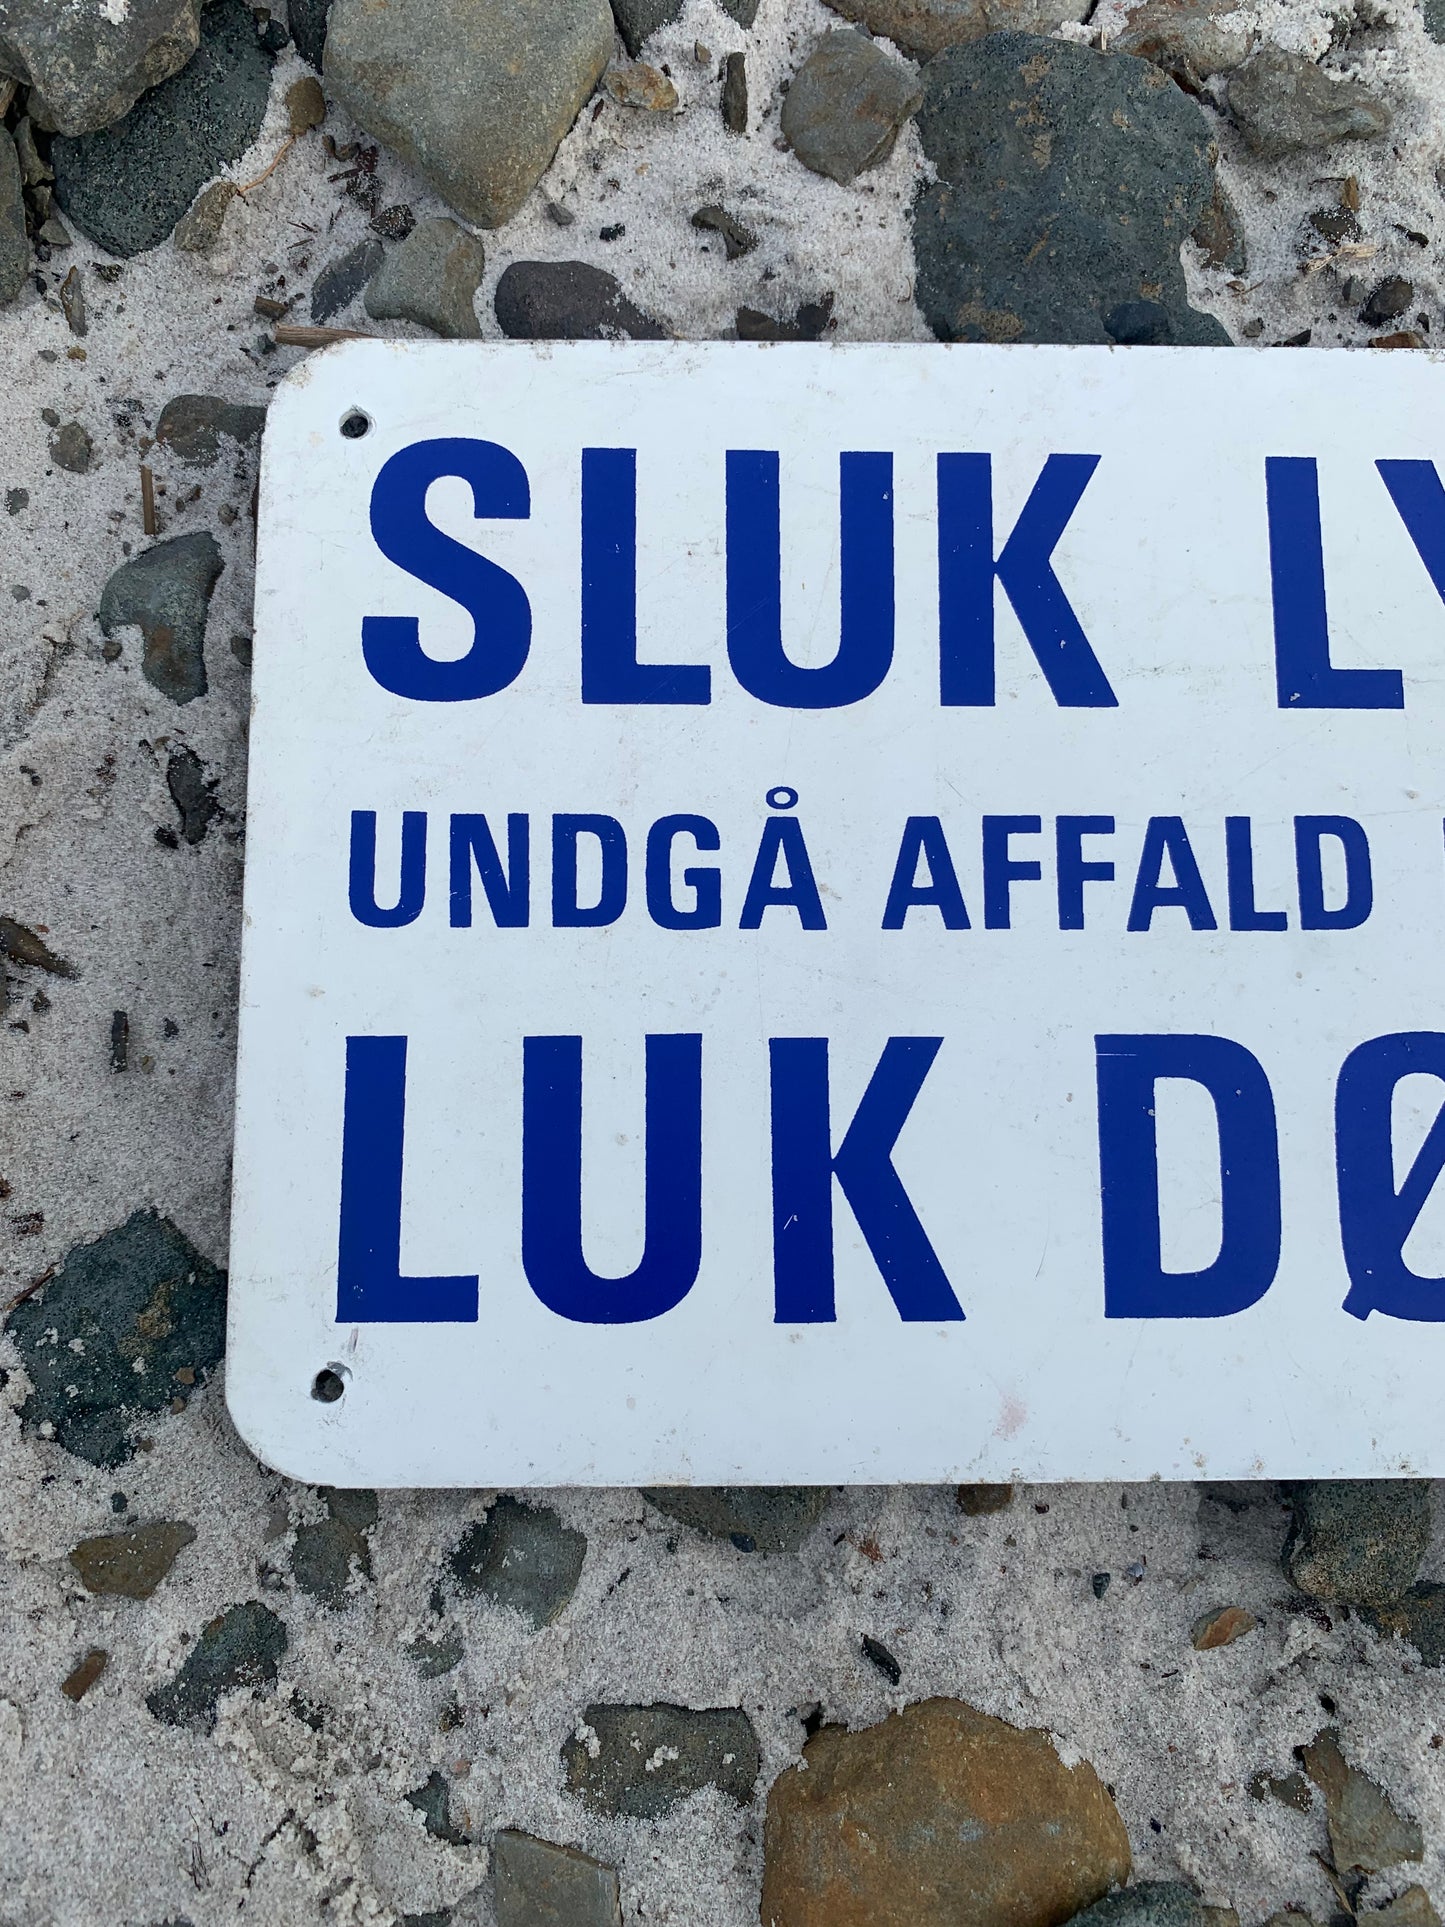 SLUK LY
UNDGÅ AFFALD
LUK DØ